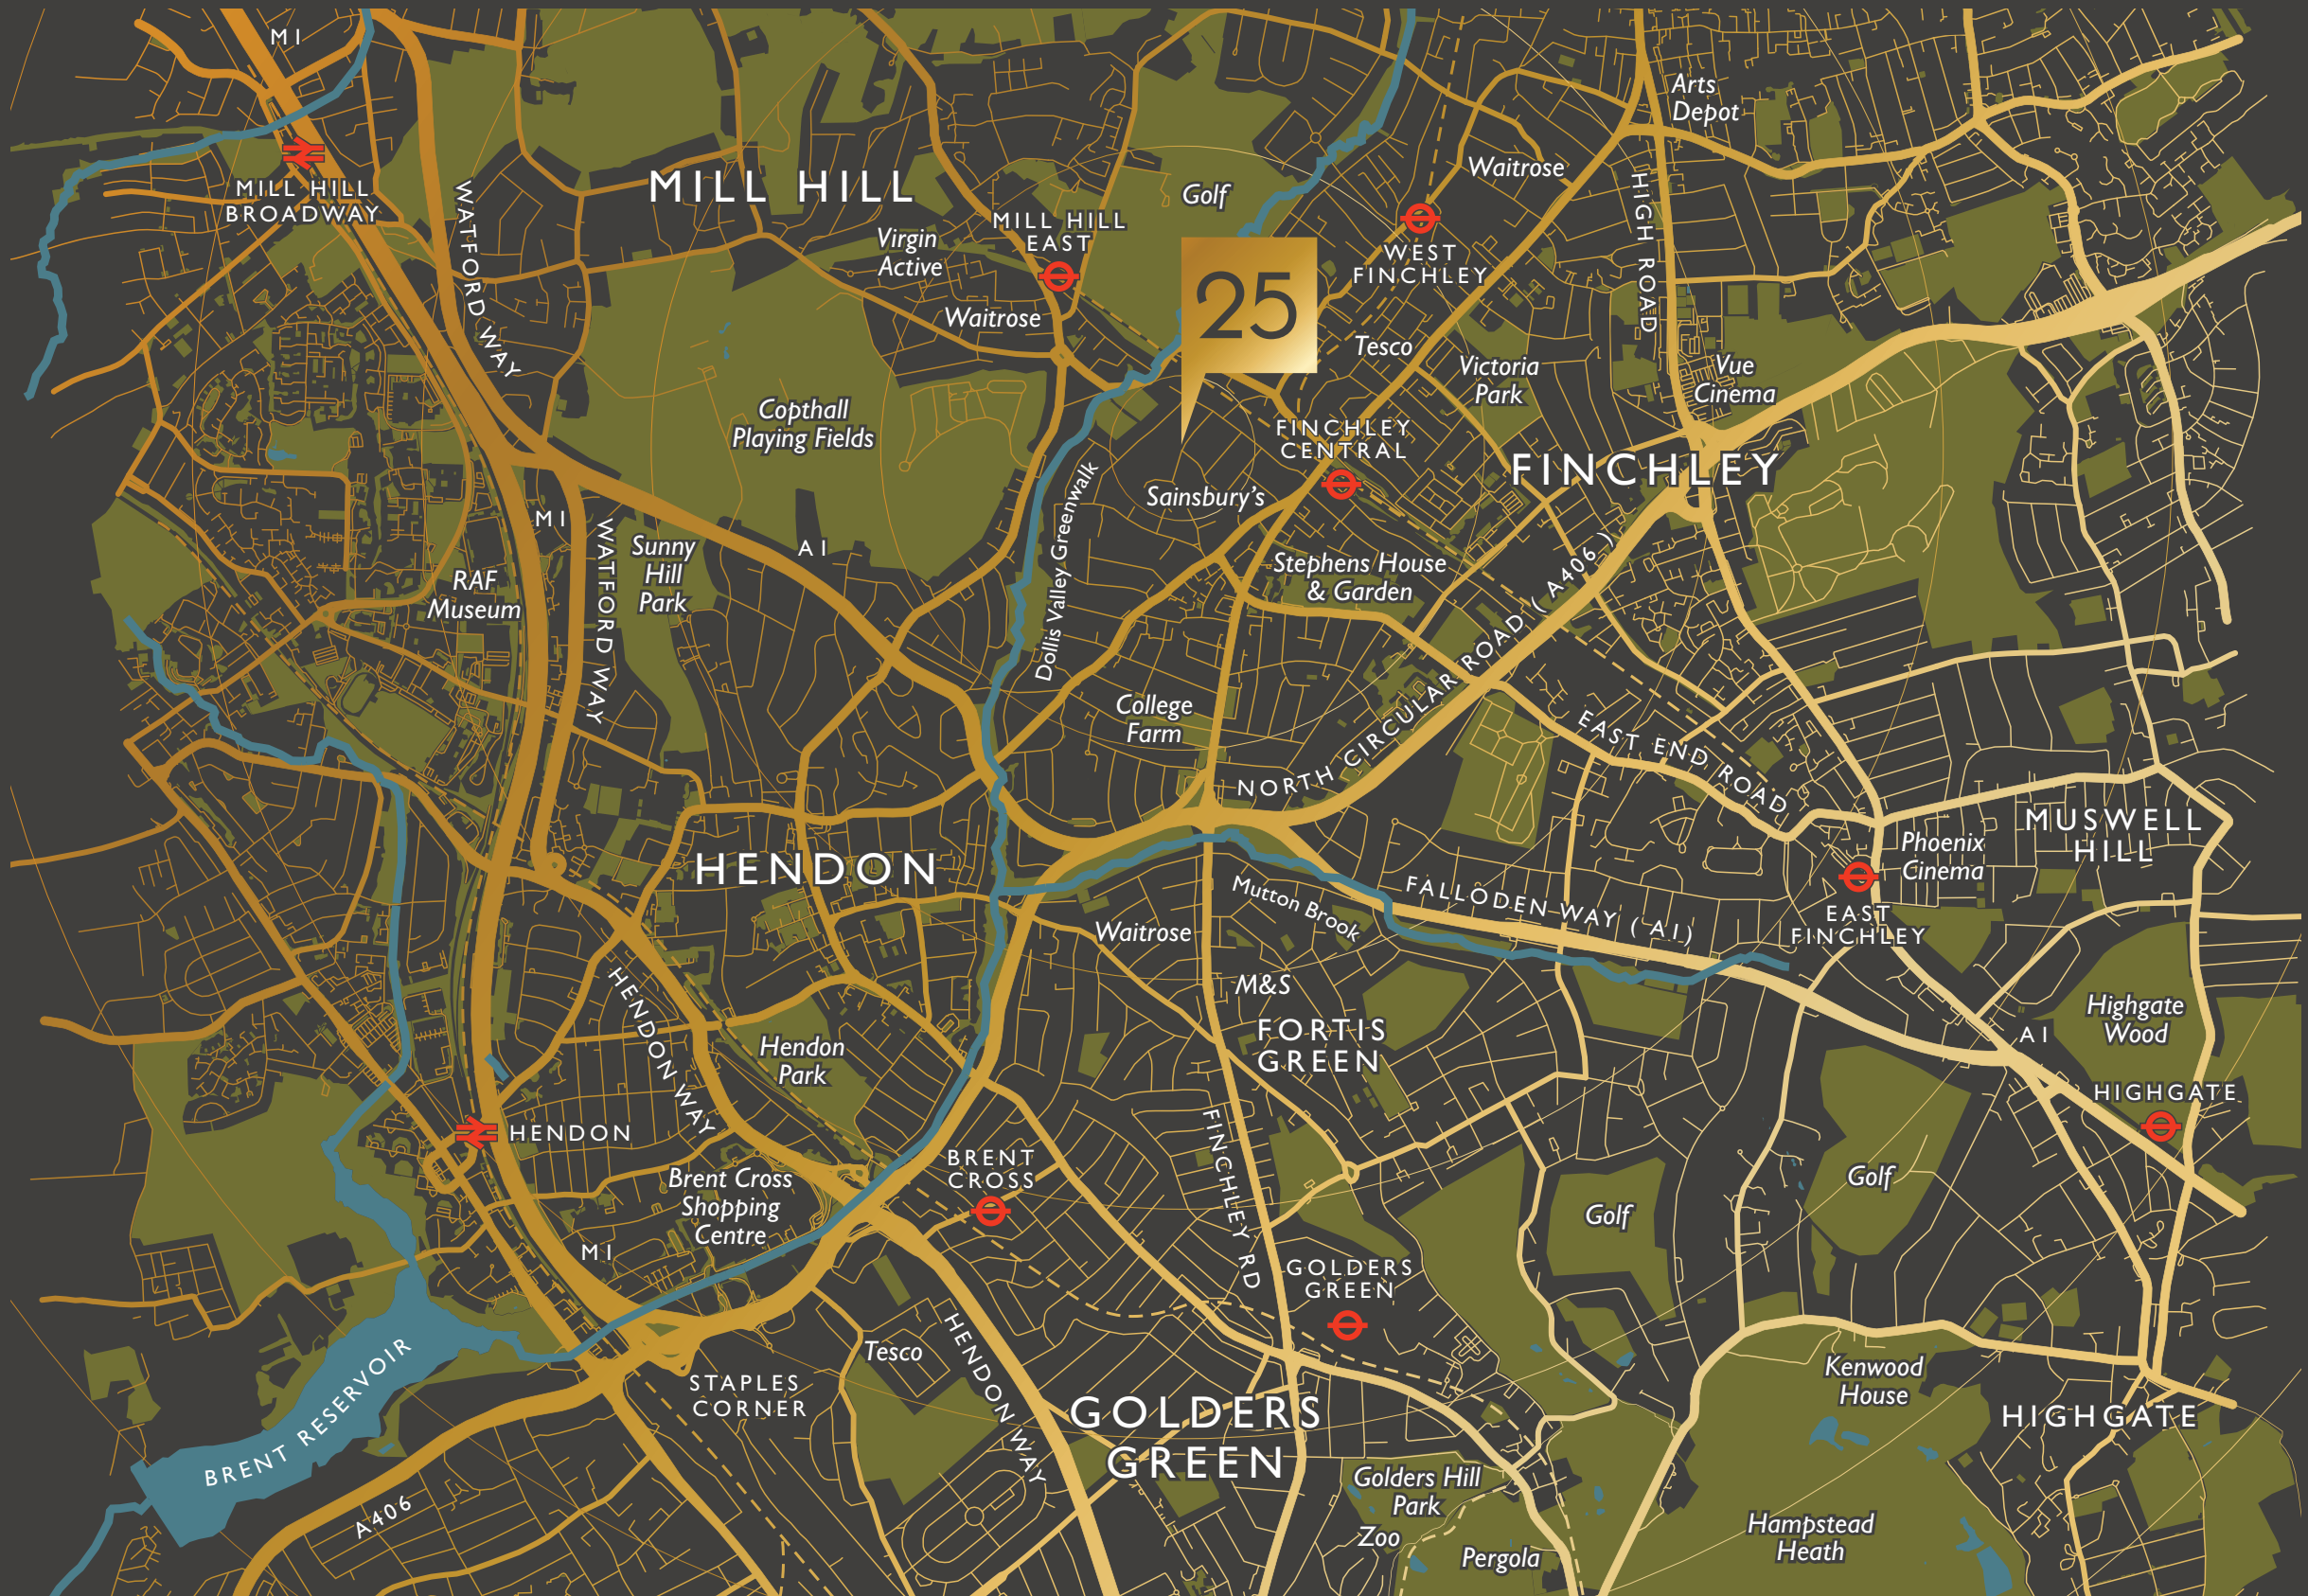 M1
Arts
Depot
MILL HILL
BROADWAY
WATFORD WAY
MILL HILL
Virgin
Active
MILL HILL
EAST
Waitrose
Golf
Waitrose
WEST
FINCHLEY
HIGH ROAD
25
Tesco
Victoria
Park
Vue
Cinema
Copthall
Playing Fields
FINCHLEY
CENTRAL
FINCHLEY
Sainsbury's
Dollis Valley Greenwalk
M1
WATFORD WAY
Sunny
Hill
Park
A1
RAF
Museum
Stephens House
& Garden
NORTH CIRCULAR ROAD ( A406 )
College
Farm
EAST END ROAD
MUSWELL
HILL
Phoenix
Cinema
HENDON
Mutton Brook
FALLODEN WAY ( A1)
EAST
FINCHLEY
Waitrose
M&S
FORTIS
GREEN
HENDON WAY
Hendon
Park
Highgate
Wood
A1
HIGHGATE
HENDON
FINCHLEY RD
BRENT
CROSS
Brent Cross
Shopping
Centre
Golf
Golf
M1
GOLDERS
GREEN
BRENT RESERVOIR
Tesco
HENDON WAY
STAPLES
CORNER
GOLDERS
GREEN
Kenwood
House
HIGHGATE
A406
Golders Hill
Park
Zoo
Pergola
Hampstead
Heath